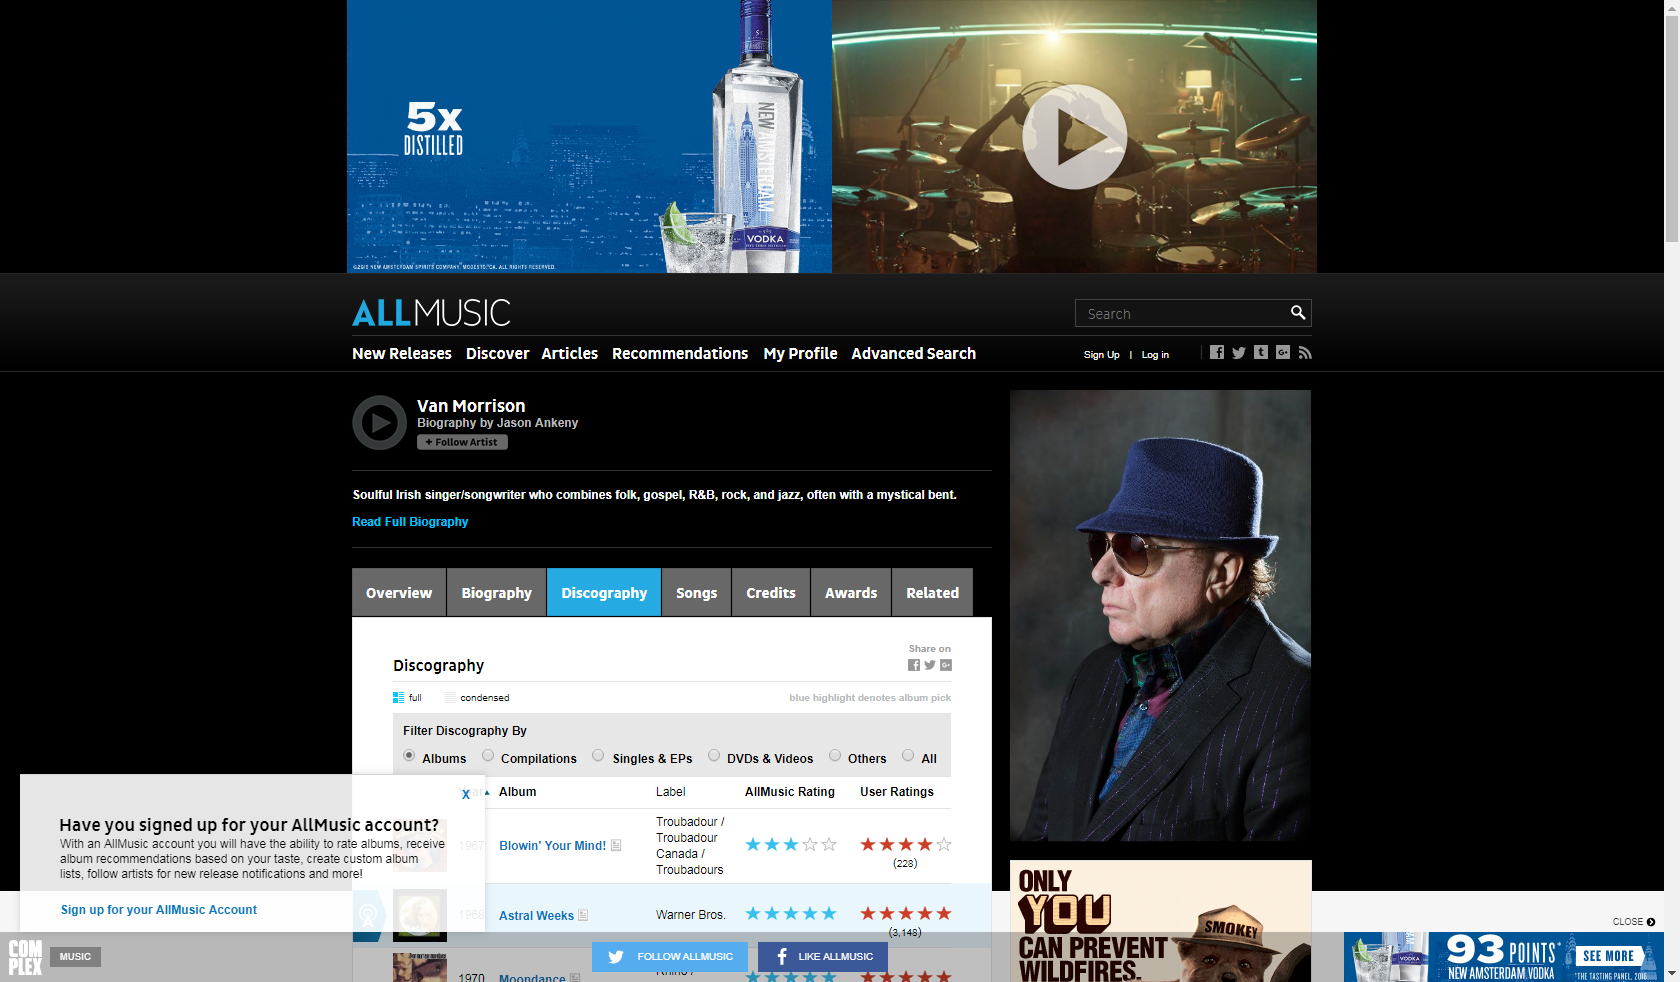 5x
DISTILLED
NEW AMSTERDAM
VODKA
©2016 NEW AMSTERDAM SPIRITS COMPANY, MODESTO, CA. ALL RIGHTS RESERVED.
ALLMUSIC
Search
New Releases Discover Articles Recommendations My Profile Advanced Search
Sign Up | Log in
Van Morrison
Biography by Jason Ankeny
+ Follow Artist
Soulful Irish singer/songwriter who combines folk, gospel, R&B, rock, and jazz, often with a mystical bent.
Read Full Biography
Overview Biography Discography Songs Credits Awards Related
Share on
Discography
full condensed
blue highlight denotes album pick
Filter Discography By
Albums Compilations Singles & EPs DVDs & Videos Others All
Year Album Label AllMusic Rating User Ratings
X
Have you signed up for your AllMusic account?
With an AllMusic account you will have the ability to rate albums, receive
album recommendations based on your taste, create custom album
lists, follow artists for new release notifications and more!
Sign up for your AllMusic Account
1967 Blowin' Your Mind!
Troubadour /
Troubadour
Canada /
Troubadours
(228)
1968 Astral Weeks Warner Bros.
(3,148)
1970 Moondance Rhino /
ONLY
YOU
CAN PREVENT
WILDFIRES.
SMOKEY
CLOSE
COMPLEX
MUSIC
FOLLOW ALLMUSIC
LIKE ALLMUSIC
VODKA
93 POINTS*
NEW AMSTERDAM VODKA
SEE MORE